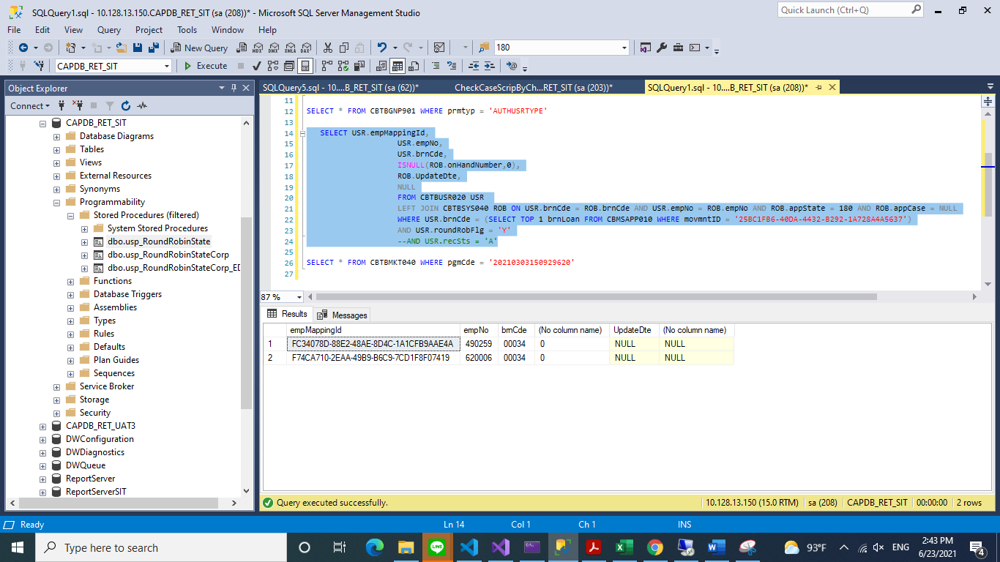 SQLQuery1.sql - 10.128.13.150.CAPDB_RET_SIT (sa (208))* - Microsoft SQL Server Management Studio
Quick Launch (Ctrl+Q)
File Edit View Query Project Tools Window Help
New Query MDX DMX XMLA DAX 180
CAPDB_RET_SIT Execute
Object Explorer
Connect
CAPDB_RET_SIT
Database Diagrams
Tables
Views
External Resources
Synonyms
Programmability
Stored Procedures (filtered)
System Stored Procedures
dbo.usp_RoundRobinState
dbo.usp_RoundRobinStateCorp
dbo.usp_RoundRobinStateCorp_ED
Functions
Database Triggers
Assemblies
Types
Rules
Defaults
Plan Guides
Sequences
Service Broker
Storage
Security
CAPDB_RET_UAT3
DWConfiguration
DWDiagnostics
DWQueue
ReportServer
ReportServerSIT
SQLQuery5.sql - 10....B_RET_SIT (sa (62))* CheckCaseScripByCh...RET_SIT (sa (203))* SQLQuery1.sql - 10....B_RET_SIT (sa (208))*
11
12 SELECT * FROM CBTBGNP901 WHERE prmtyp = 'AUTHUSRTYPE'
13
14 SELECT USR.empMappingId,
15 USR.empNo,
16 USR.brnCde,
17 ISNULL(ROB.onHandNumber,0),
18 ROB.UpdateDte,
19 NULL
20 FROM CBTBUSR020 USR
21 LEFT JOIN CBTBSYS040 ROB ON USR.brnCde = ROB.brnCde AND USR.empNo = ROB.empNo AND ROB.appState = 180 AND ROB.appCase = NULL
22 WHERE USR.brnCde = (SELECT TOP 1 brnLoan FROM CBMSAPP010 WHERE movmntID = '25BC1FB6-40DA-4432-B292-1A728A4A5637')
23 AND USR.roundRobFlg = 'Y'
24 --AND USR.recSts = 'A'
25
26 SELECT * FROM CBTBMKT040 WHERE pgmCde = '20210303150929620'
27
87 %
Results Messages
empMappingId empNo brnCde (No column name) UpdateDte (No column name)
1 FC34078D-88E2-48AE-8D4C-1A1CFB9AAE4A 490259 00034 0 NULL NULL
2 F74CA710-2EAA-49B9-B6C9-7CD1F8F07419 620006 00034 0 NULL NULL
Query executed successfully. 10.128.13.150 (15.0 RTM) sa (208) CAPDB_RET_SIT 00:00:00 2 rows
Ready Ln 14 Col 1 Ch 1 INS
Type here to search LINE 93°F ENG 2:43 PM
6/23/2021 4